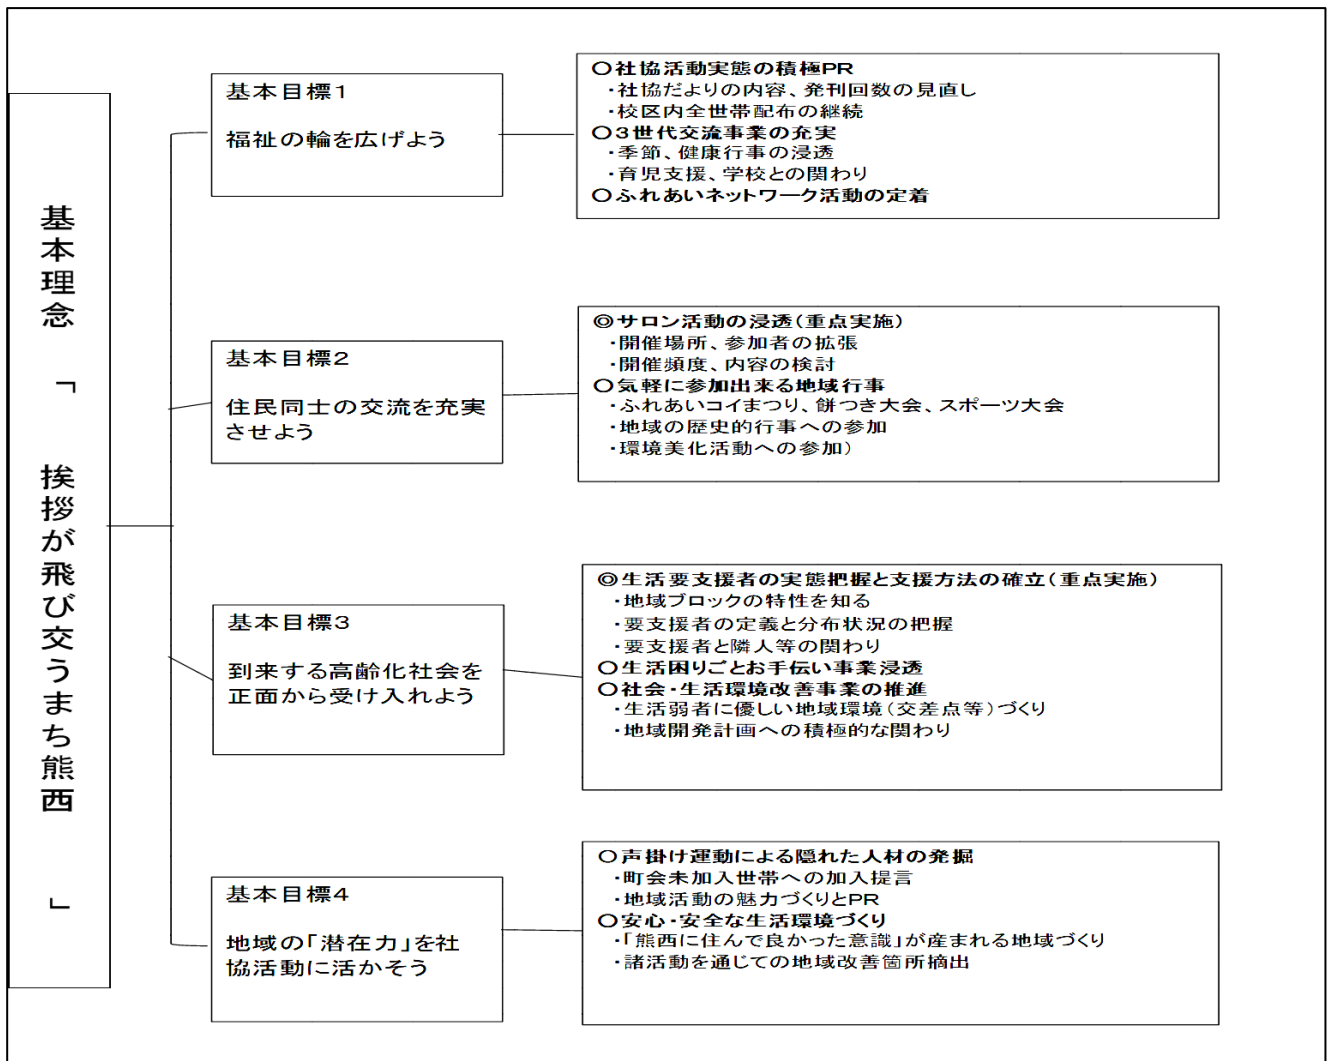 基本理念 「 挨拶が飛び交うまち熊西 」
基本目標1
福祉の輪を広げよう
〇社協活動実態の積極PR
・社協だよりの内容、発刊回数の見直し
・校区内全世帯配布の継続
〇3世代交流事業の充実
・季節、健康行事の浸透
・育児支援、学校との関わり
〇ふれあいネットワーク活動の定着
基本目標2
住民同士の交流を充実
させよう
◎サロン活動の浸透(重点実施)
・開催場所、参加者の拡張
・開催頻度、内容の検討
〇気軽に参加出来る地域行事
・ふれあいコイまつり、餅つき大会、スポーツ大会
・地域の歴史的行事への参加
・環境美化活動への参加)
基本目標3
到来する高齢化社会を
正面から受け入れよう
◎生活要支援者の実態把握と支援方法の確立(重点実施)
・地域ブロックの特性を知る
・要支援者の定義と分布状況の把握
・要支援者と隣人等の関わり
〇生活困りごとお手伝い事業浸透
〇社会・生活環境改善事業の推進
・生活弱者に優しい地域環境(交差点等)づくり
・地域開発計画への積極的な関わり
基本目標4
地域の「潜在力」を社
協活動に活かそう
〇声掛け運動による隠れた人材の発掘
・町会未加入世帯への加入提言
・地域活動の魅力づくりとPR
〇安心・安全な生活環境づくり
・「熊西に住んで良かった意識」が産まれる地域づくり
・諸活動を通じての地域改善箇所摘出